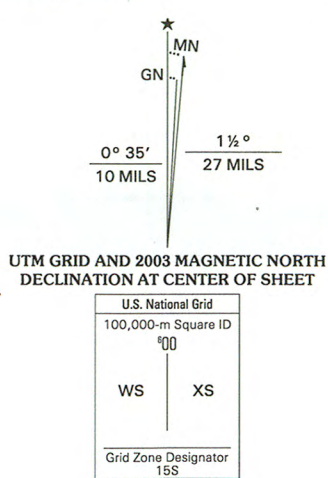 ★
MN
GN
0° 35′
10 MILS
1½°
27 MILS
UTM GRID AND 2003 MAGNETIC NORTH
DECLINATION AT CENTER OF SHEET
U.S. National Grid
100,000-m Square ID
⁶00
WS
XS
Grid Zone Designator
15S